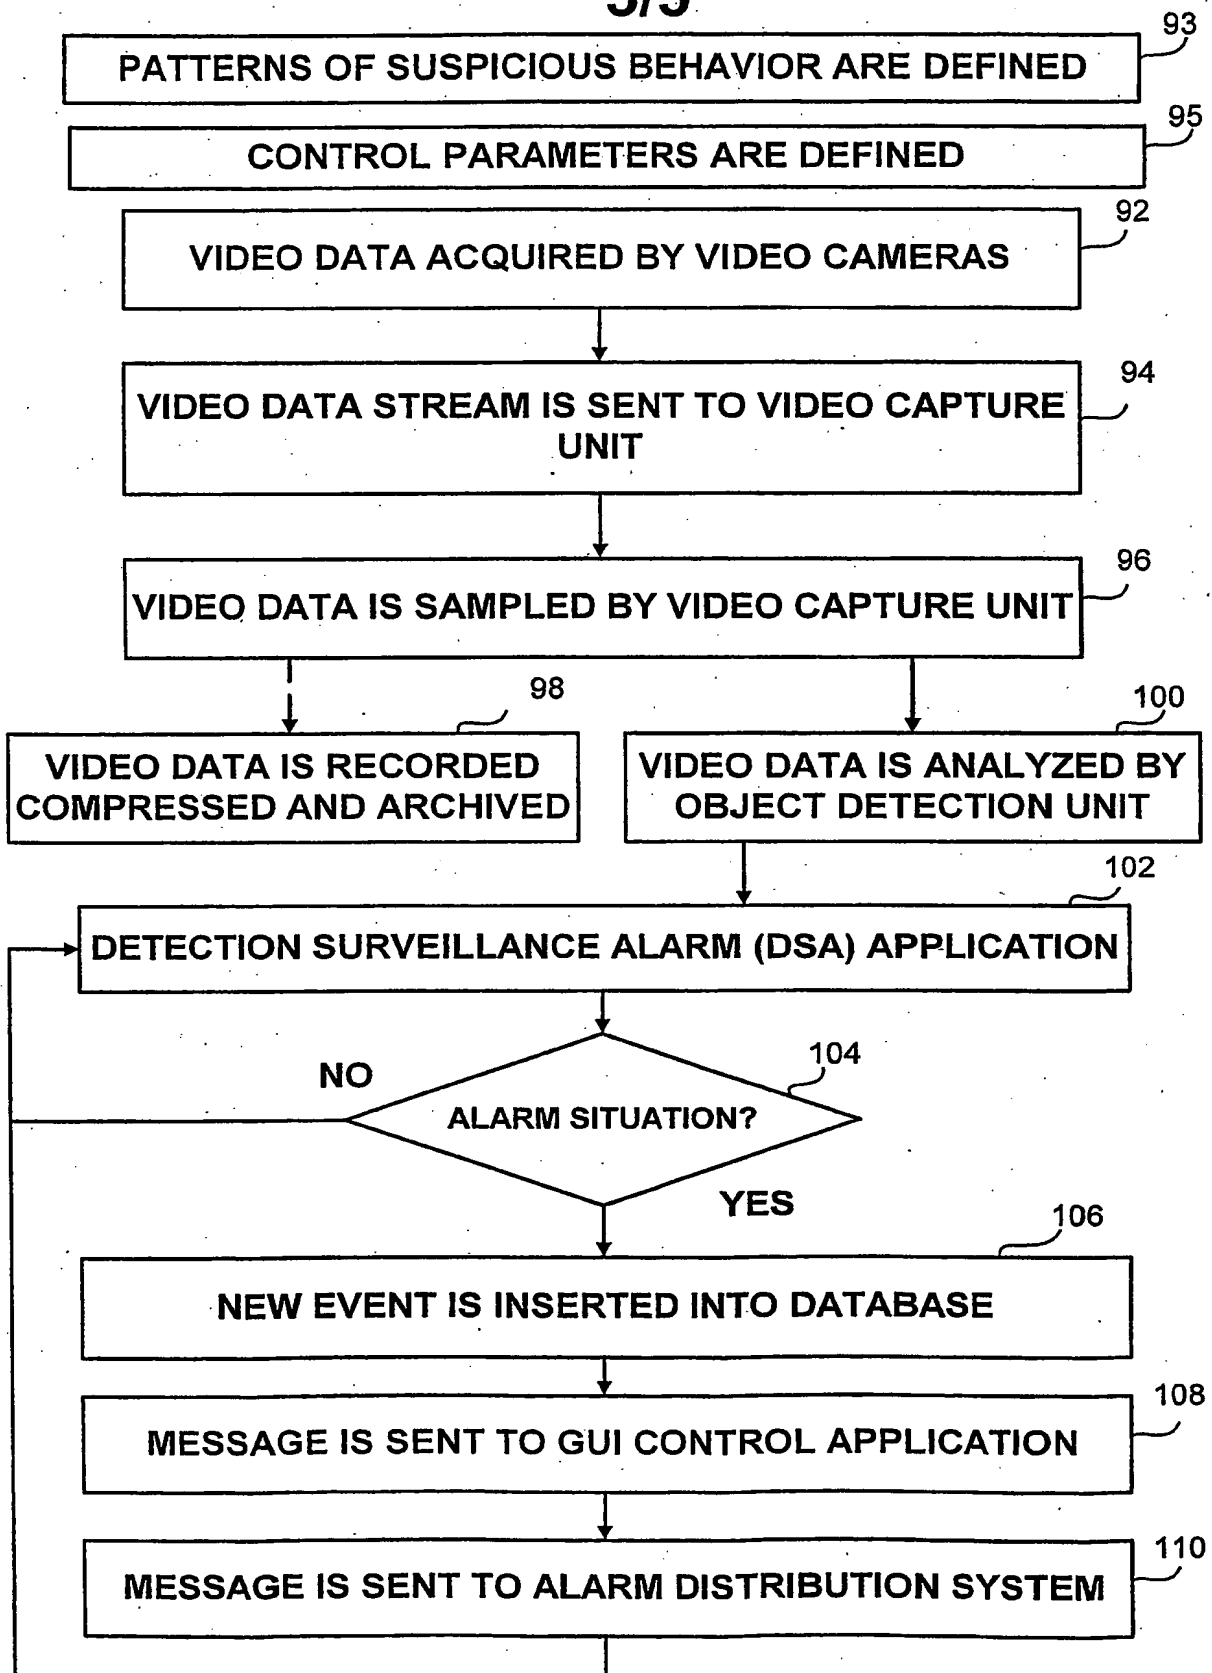 5/5
93
PATTERNS OF SUSPICIOUS BEHAVIOR ARE DEFINED
95
CONTROL PARAMETERS ARE DEFINED
92
VIDEO DATA ACQUIRED BY VIDEO CAMERAS
94
VIDEO DATA STREAM IS SENT TO VIDEO CAPTURE
UNIT
96
VIDEO DATA IS SAMPLED BY VIDEO CAPTURE UNIT
98
VIDEO DATA IS RECORDED
COMPRESSED AND ARCHIVED
100
VIDEO DATA IS ANALYZED BY
OBJECT DETECTION UNIT
102
DETECTION SURVEILLANCE ALARM (DSA) APPLICATION
104
NO
ALARM SITUATION?
YES
106
NEW EVENT IS INSERTED INTO DATABASE
108
MESSAGE IS SENT TO GUI CONTROL APPLICATION
110
MESSAGE IS SENT TO ALARM DISTRIBUTION SYSTEM